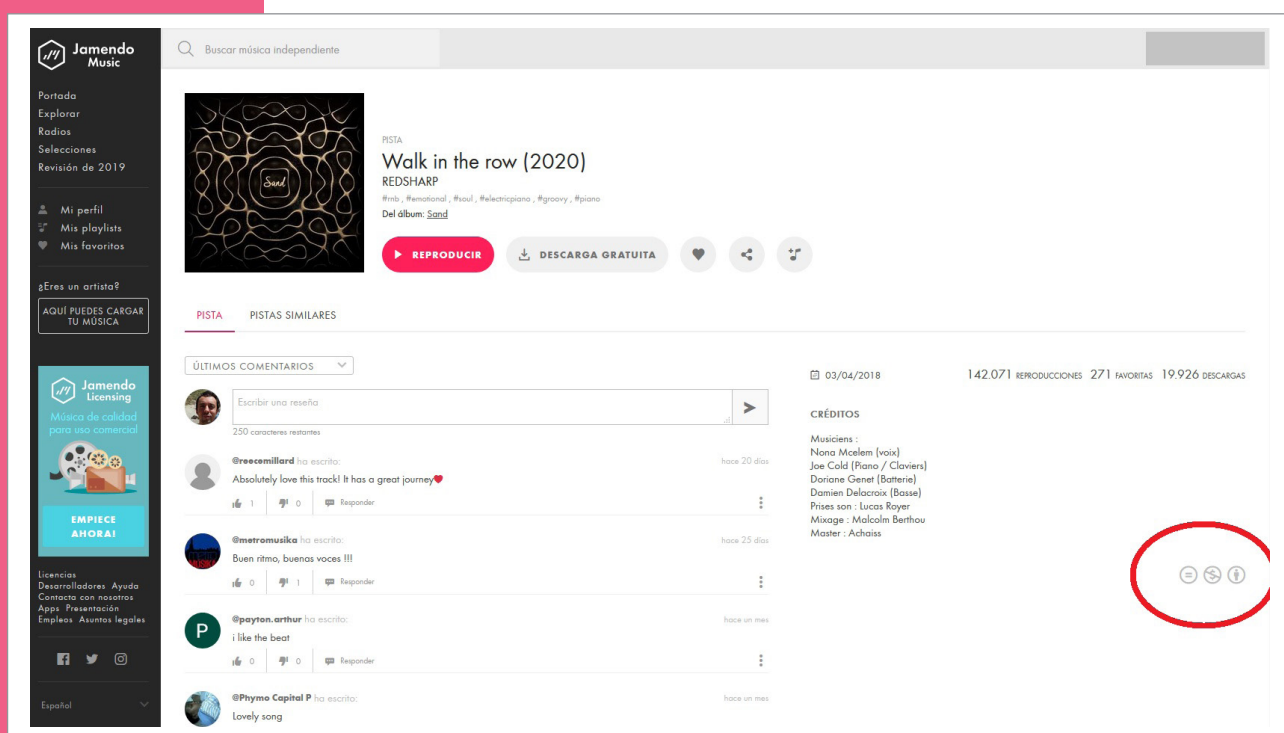 Jamendo
Music
Buscar música independiente
Portada
Explorar
Radios
Selecciones
Revisión de 2019
Mi perfil
Mis playlists
Mis favoritos
¿Eres un artista?
AQUÍ PUEDES CARGAR
TU MÚSICA
Jamendo
Licensing
Música de calidad
para uso comercial
EMPIECE
AHORA!
Licencias
Desarrolladores Ayuda
Contacta con nosotros
Apps Presentación
Empleos Asuntos legales
Español
Sand
PISTA
Walk in the row (2020)
REDSHARP
#rnb , #emotional , #soul , #electricpiano , #groovy , #piano
Del álbum: Sand
REPRODUCIR
DESCARGA GRATUITA
PISTA PISTAS SIMILARES
ÚLTIMOS COMENTARIOS
Escribir una reseña
250 caracteres restantes
@reecemillard ha escrito: hace 20 días
Absolutely love this track! It has a great journey❤
1 0 Responder
@metromusika ha escrito: hace 25 días
Buen ritmo, buenas voces !!!
0 1 Responder
P
@payton.arthur ha escrito: hace un mes
i like the beat
0 0 Responder
@Phymo Capital P ha escrito: hace un mes
Lovely song
03/04/2018 142.071 REPRODUCCIONES 271 FAVORITAS 19.926 DESCARGAS
CRÉDITOS
Musiciens :
Nona Mcelem (voix)
Joe Cold (Piano / Claviers)
Doriane Genet (Batterie)
Damien Delacroix (Basse)
Prises son : Lucas Royer
Mixage : Malcolm Berthou
Master : Achaiss